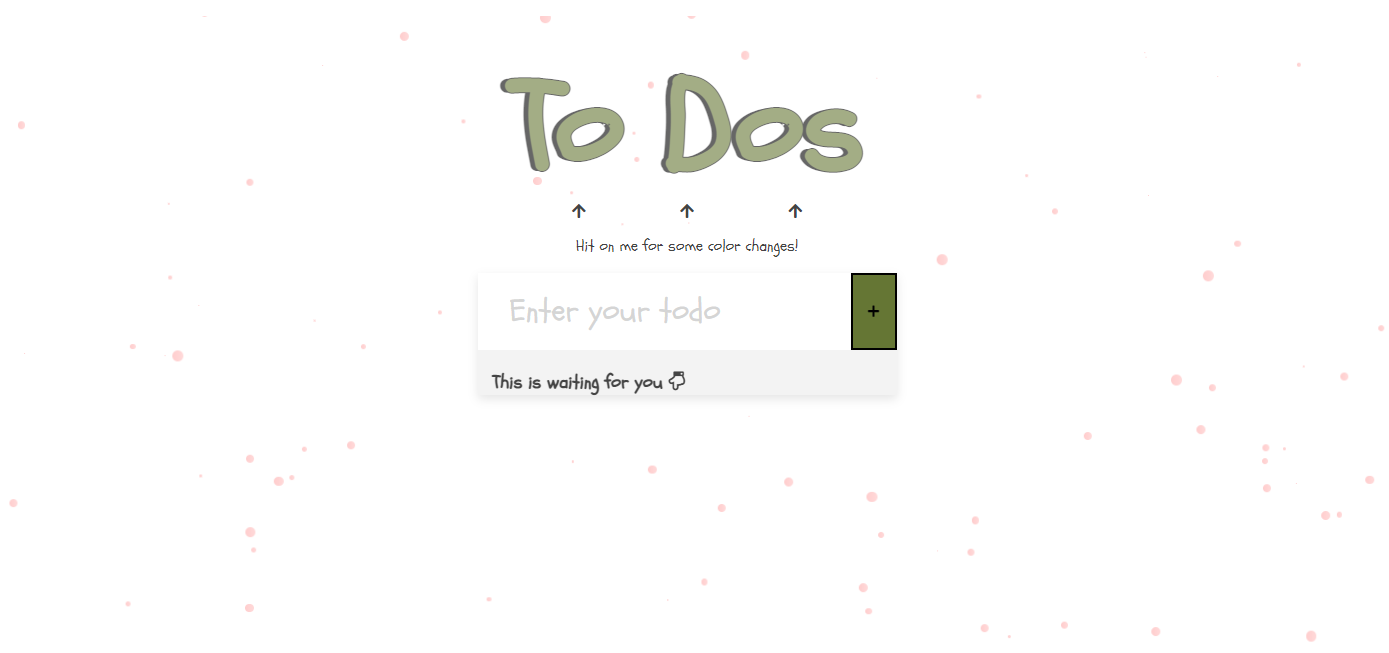 To Dos
↑ ↑ ↑
Hit on me for some color changes!
Enter your todo
+
This is waiting for you 👇